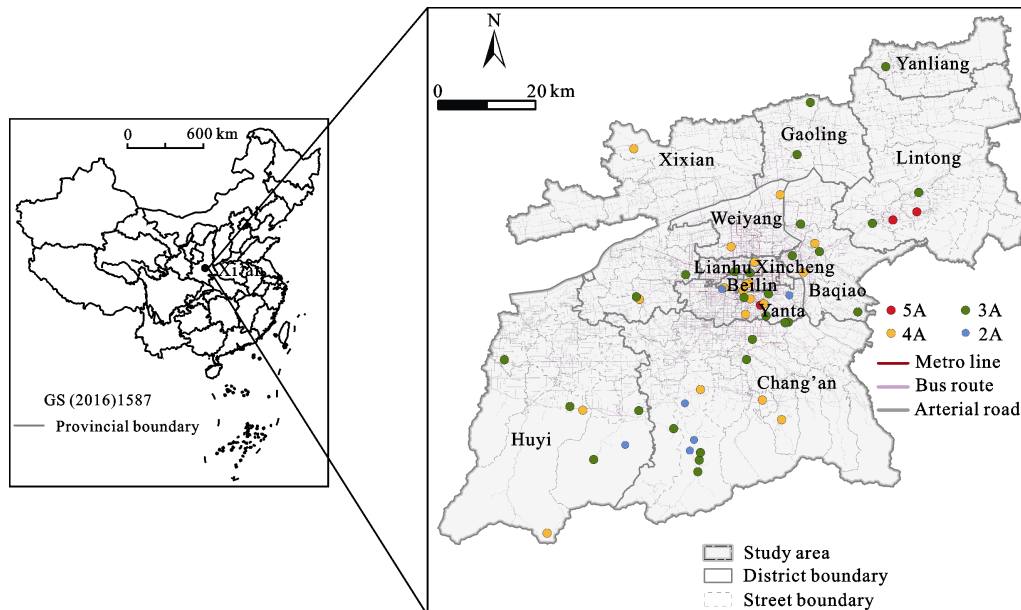 0 600 km
Xi'an
GS (2016)1587
Provincial boundary
N
0 20 km
Yanliang
Gaoling
Xixian
Lintong
Weiyang
Lianhu Xincheng
Beilin
Baqiao
Yanta
Chang’an
Huyi
5A 3A
4A 2A
Metro line
Bus route
Arterial road
Study area
District boundary
Street boundary